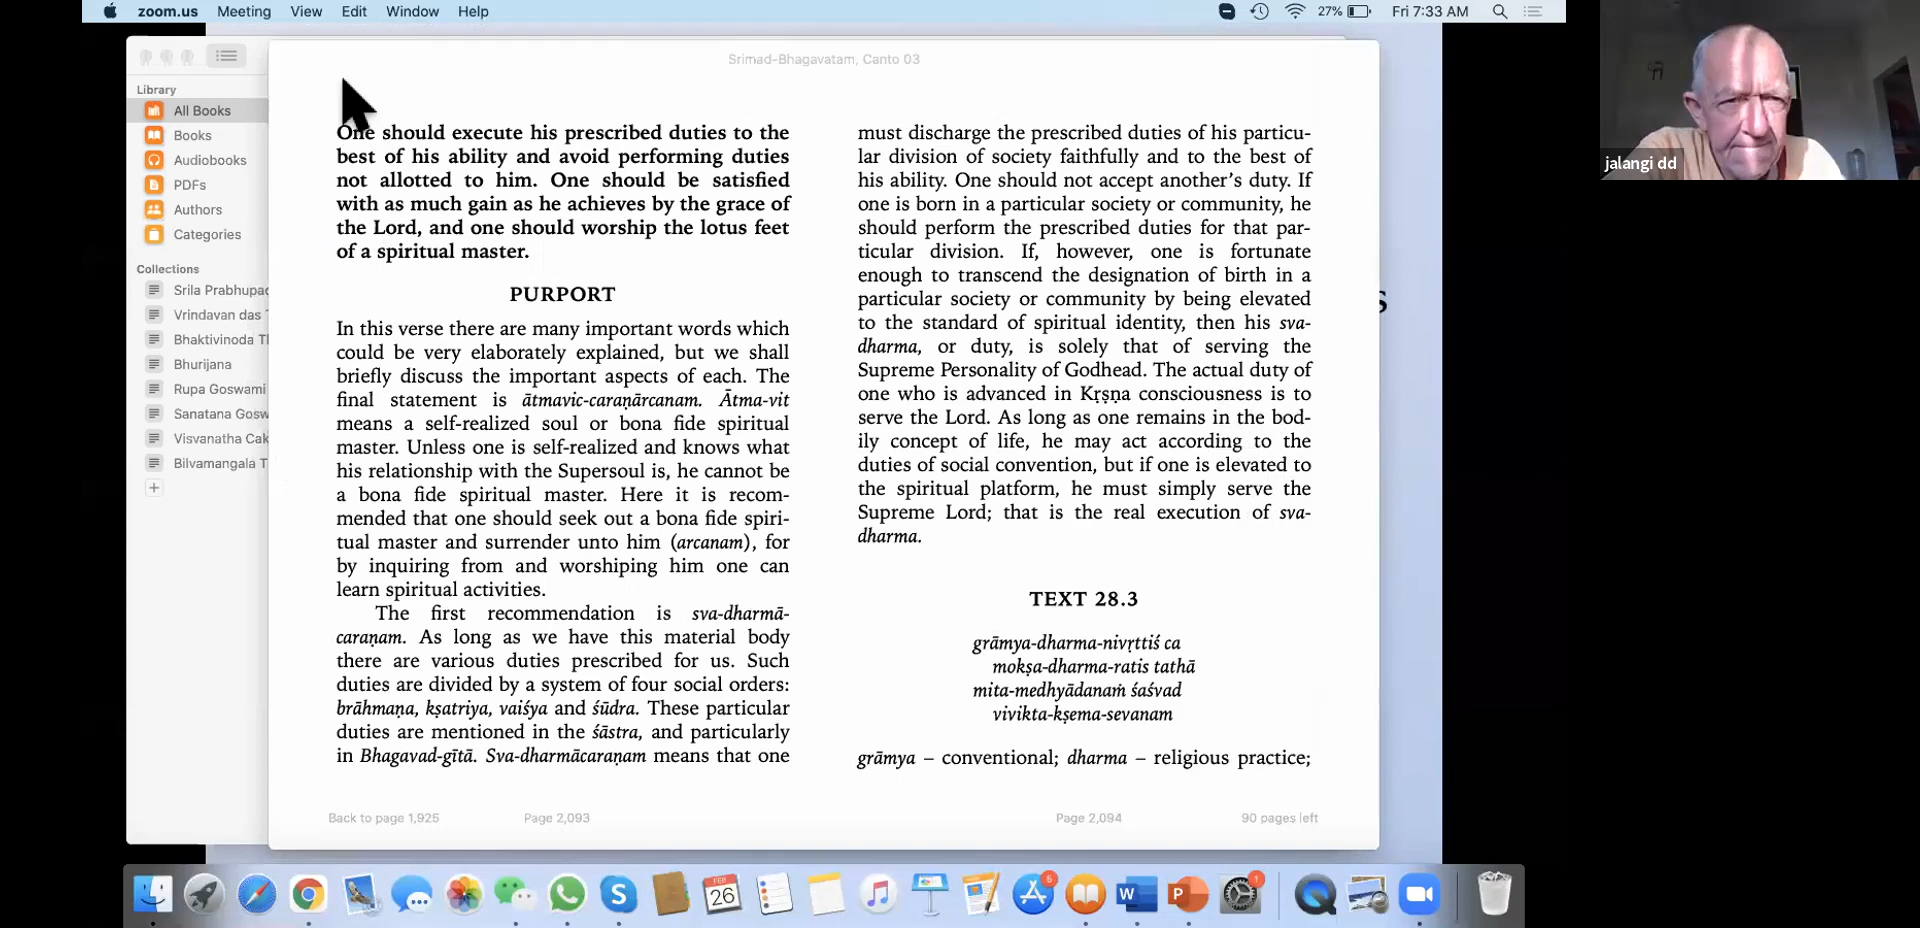 zoom.us Meeting View Edit Window Help
27% Fri 7:33 AM
Library
All Books
Books
Audiobooks
PDFs
Authors
Categories
Collections
Srila Prabhupad
Vrindavan das
Bhaktivinoda
Bhurijana
Rupa Goswami
Sanatana Gosw
Visvanatha Cak
Bilvamangala T
Srimad-Bhagavatam, Canto 03
One should execute his prescribed duties to the
best of his ability and avoid performing duties
not allotted to him. One should be satisfied
with as much gain as he achieves by the grace of
the Lord, and one should worship the lotus feet
of a spiritual master.
PURPORT
In this verse there are many important words which
could be very elaborately explained, but we shall
briefly discuss the important aspects of each. The
final statement is ātmavic-caraṇārcanam. Ātma-vit
means a self-realized soul or bona fide spiritual
master. Unless one is self-realized and knows what
his relationship with the Supersoul is, he cannot be
a bona fide spiritual master. Here it is recom-
mended that one should seek out a bona fide spiri-
tual master and surrender unto him (arcanam), for
by inquiring from and worshiping him one can
learn spiritual activities.
The first recommendation is sva-dharmā-
caraṇam. As long as we have this material body
there are various duties prescribed for us. Such
duties are divided by a system of four social orders:
brāhmaṇa, kṣatriya, vaiśya and śūdra. These particular
duties are mentioned in the śāstra, and particularly
in Bhagavad-gītā. Sva-dharmācaraṇam means that one
must discharge the prescribed duties of his particu-
lar division of society faithfully and to the best of
his ability. One should not accept another's duty. If
one is born in a particular society or community, he
should perform the prescribed duties for that par-
ticular division. If, however, one is fortunate
enough to transcend the designation of birth in a
particular society or community by being elevated
to the standard of spiritual identity, then his sva-
dharma, or duty, is solely that of serving the
Supreme Personality of Godhead. The actual duty of
one who is advanced in Kṛṣṇa consciousness is to
serve the Lord. As long as one remains in the bod-
ily concept of life, he may act according to the
duties of social convention, but if one is elevated to
the spiritual platform, he must simply serve the
Supreme Lord; that is the real execution of sva-
dharma.
TEXT 28.3
grāmya-dharma-nivṛttiś ca
mokṣa-dharma-ratis tathā
mita-medhyādanaṁ śaśvad
vivikta-kṣema-sevanam
grāmya – conventional; dharma – religious practice;
Back to page 1,925 Page 2,093 Page 2,094 90 pages left
jalangi dd
FEB
26
6
1